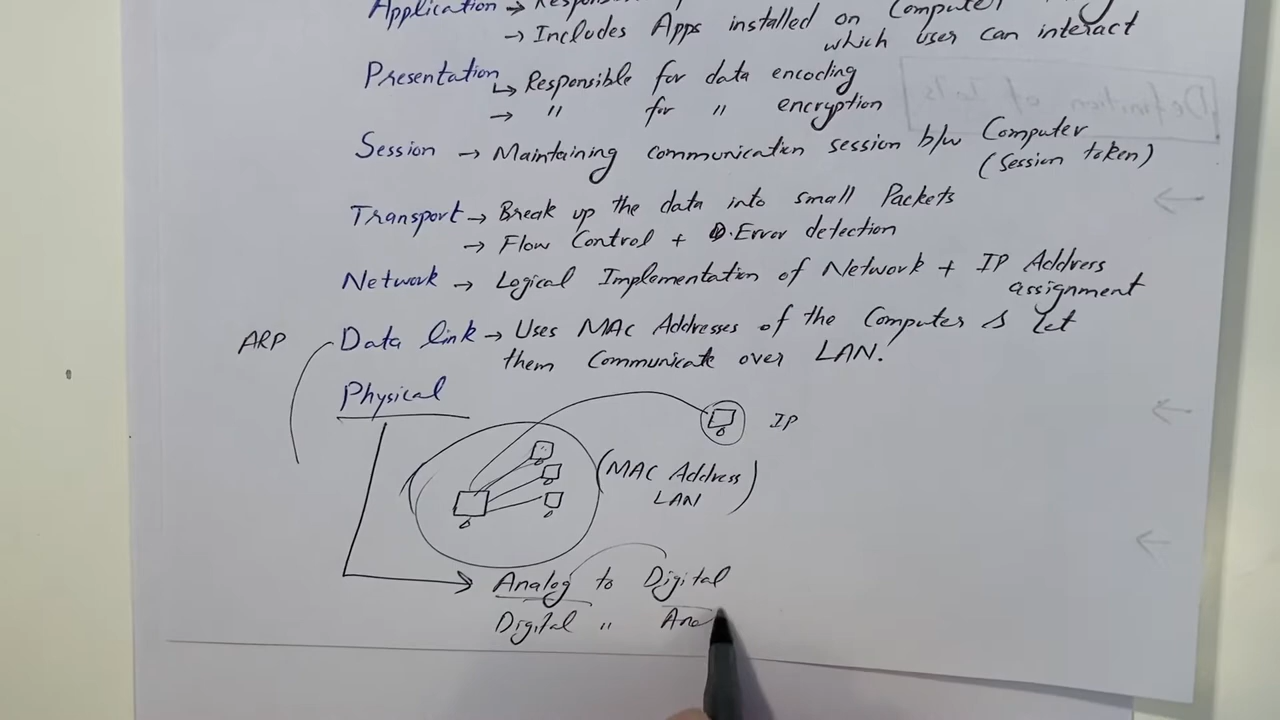 Application →
→ Includes Apps installed on Computer
which user can interact
Presentation ↳ Responsible for data encoding
→ " for " encryption
Session → Maintaining communication session b/w Computer
(Session token)
Transport → Break up the data into small Packets
→ Flow Control + Error detection
Network → Logical Implementation of Network + IP Address
assignment
ARP Data link → Uses MAC Addresses of the Computer & let
them Communicate over LAN.
Physical
IP
(MAC Address)
LAN
Analog to Digital
Digital " Ana